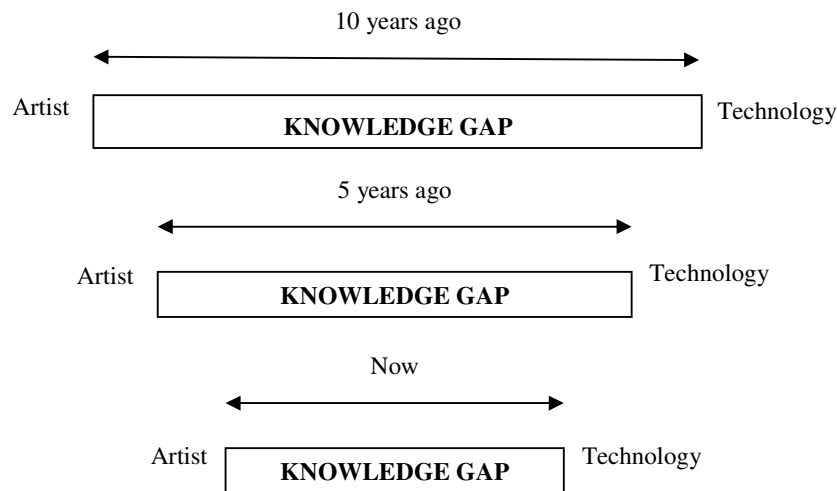 10 years ago
Artist KNOWLEDGE GAP Technology
5 years ago
Artist KNOWLEDGE GAP Technology
Now
Artist KNOWLEDGE GAP Technology